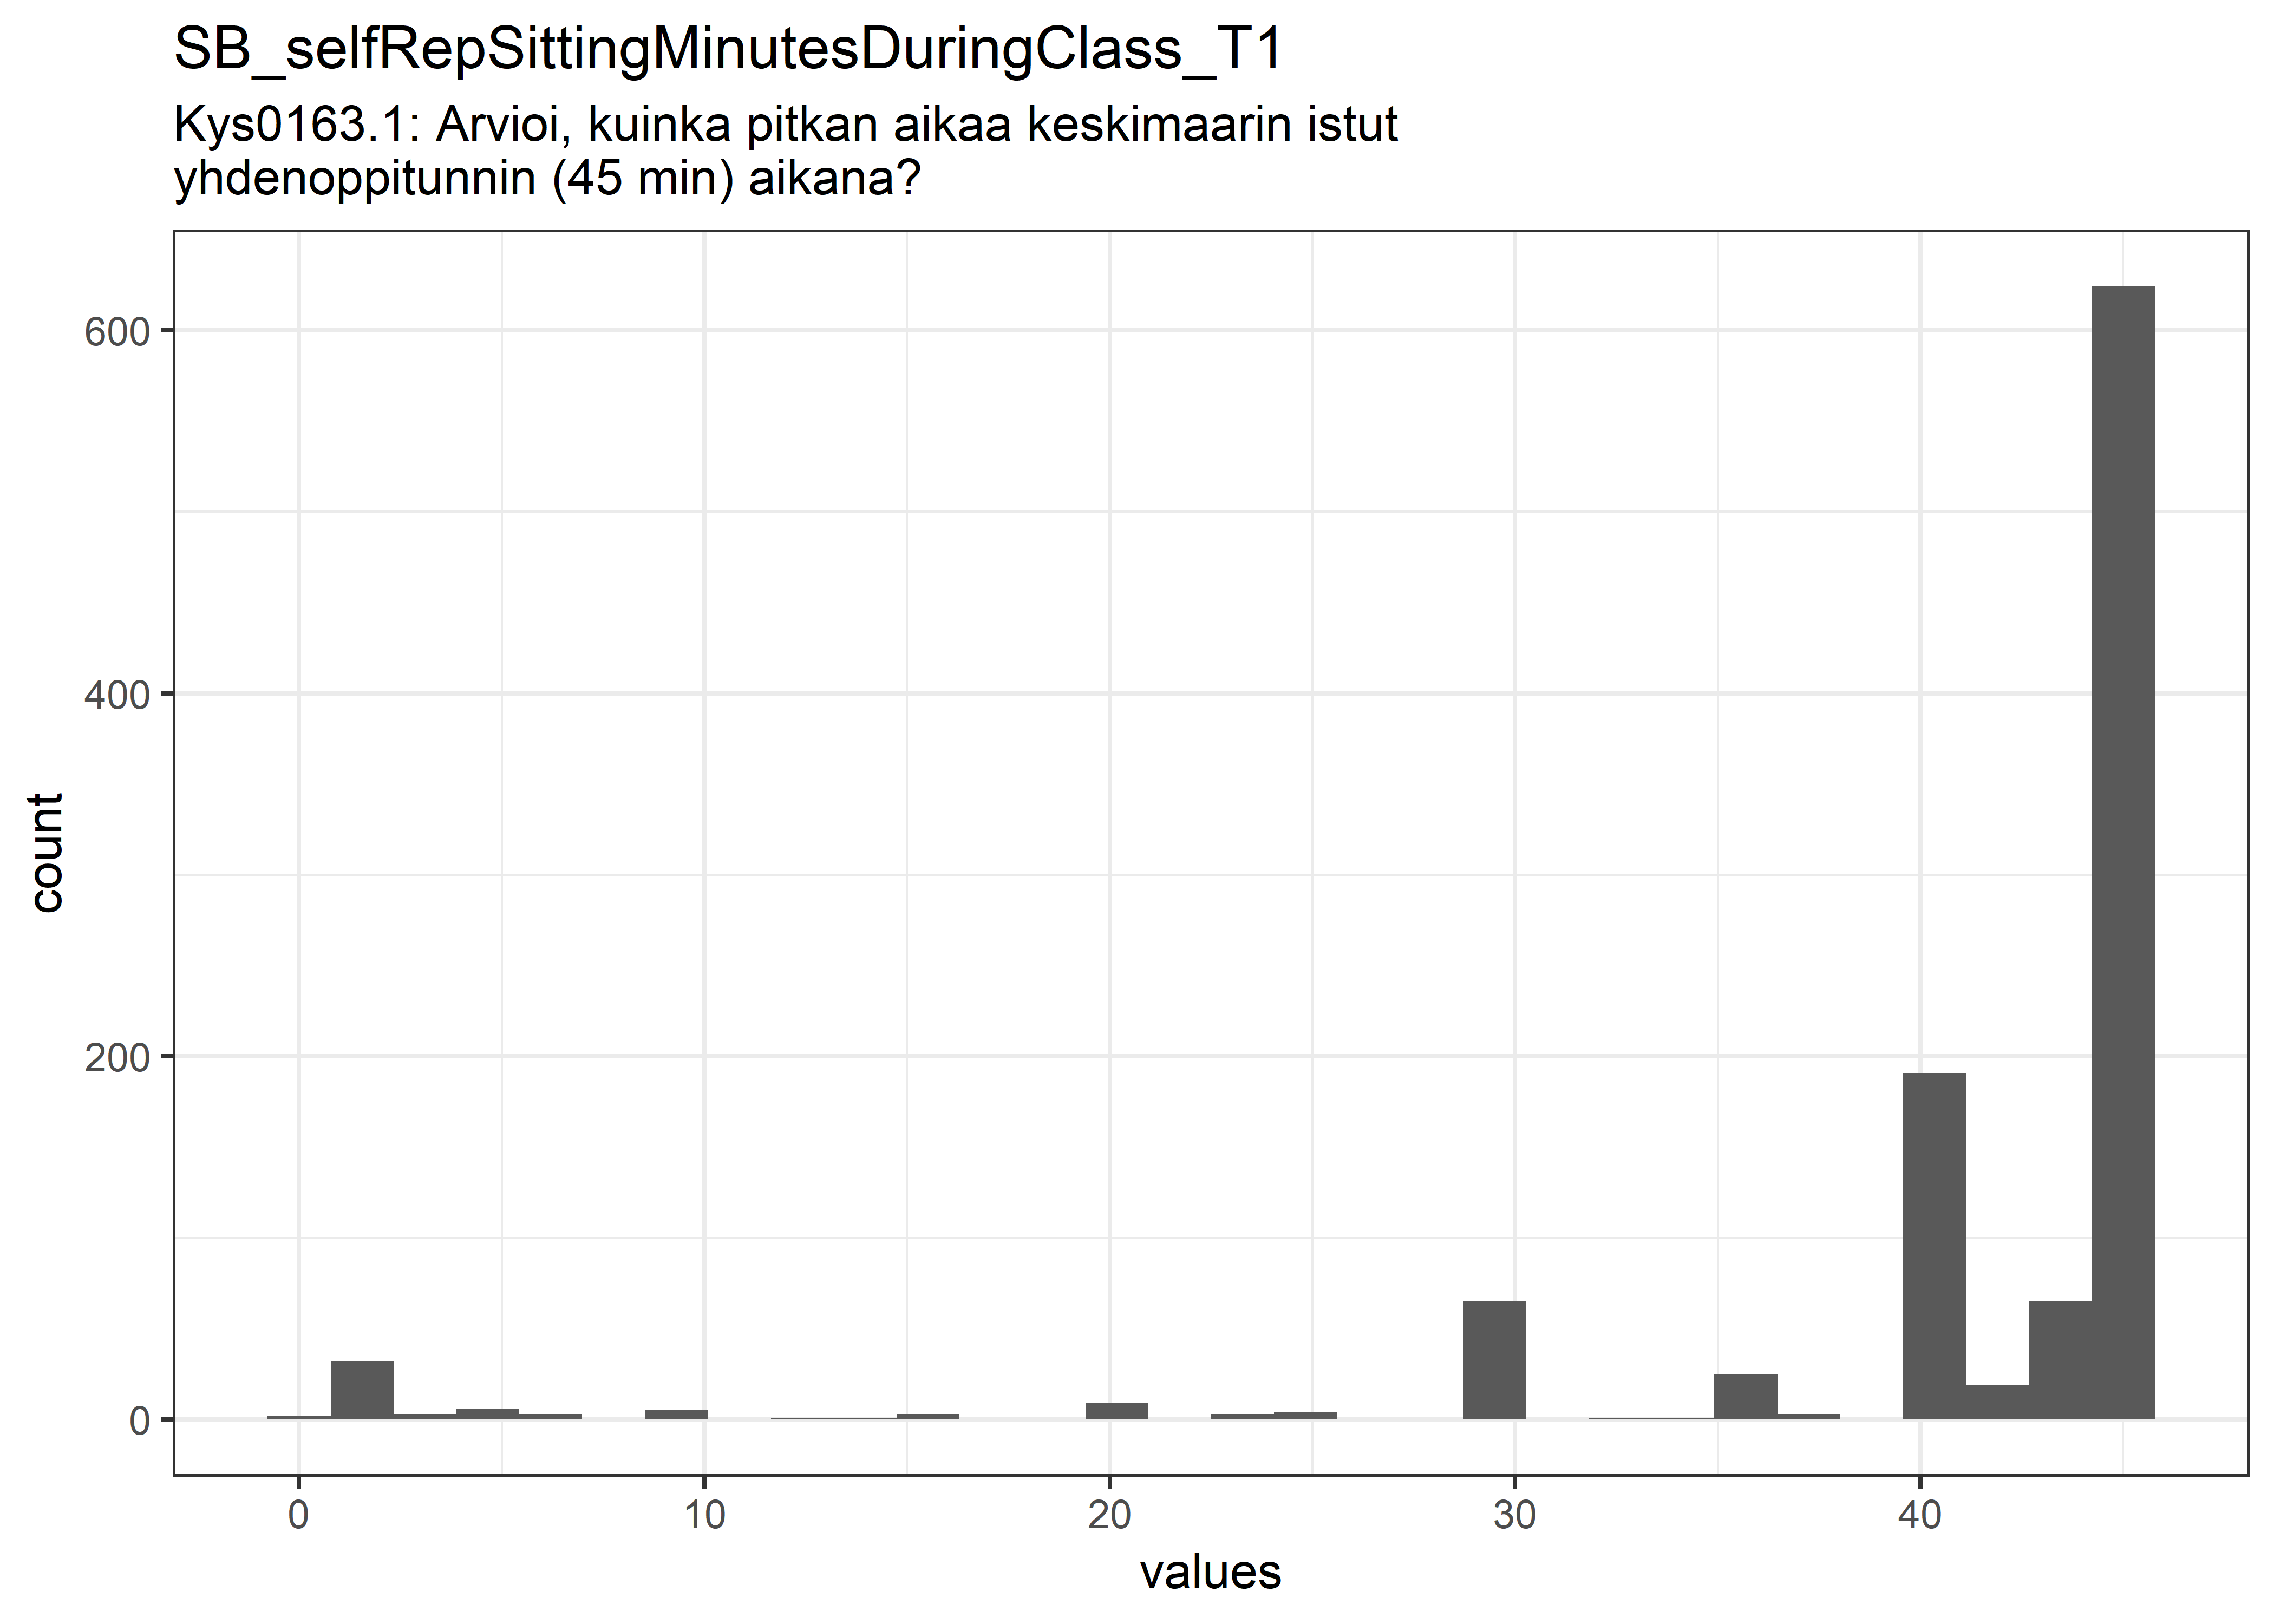 SB_selfRepSittingMinutesDuringClass_T1
Kys0163.1: Arvioi, kuinka pitkan aikaa keskimaarin istut
yhdenoppitunnin (45 min) aikana?
600
400
200
0
count
0 10 20 30 40
values